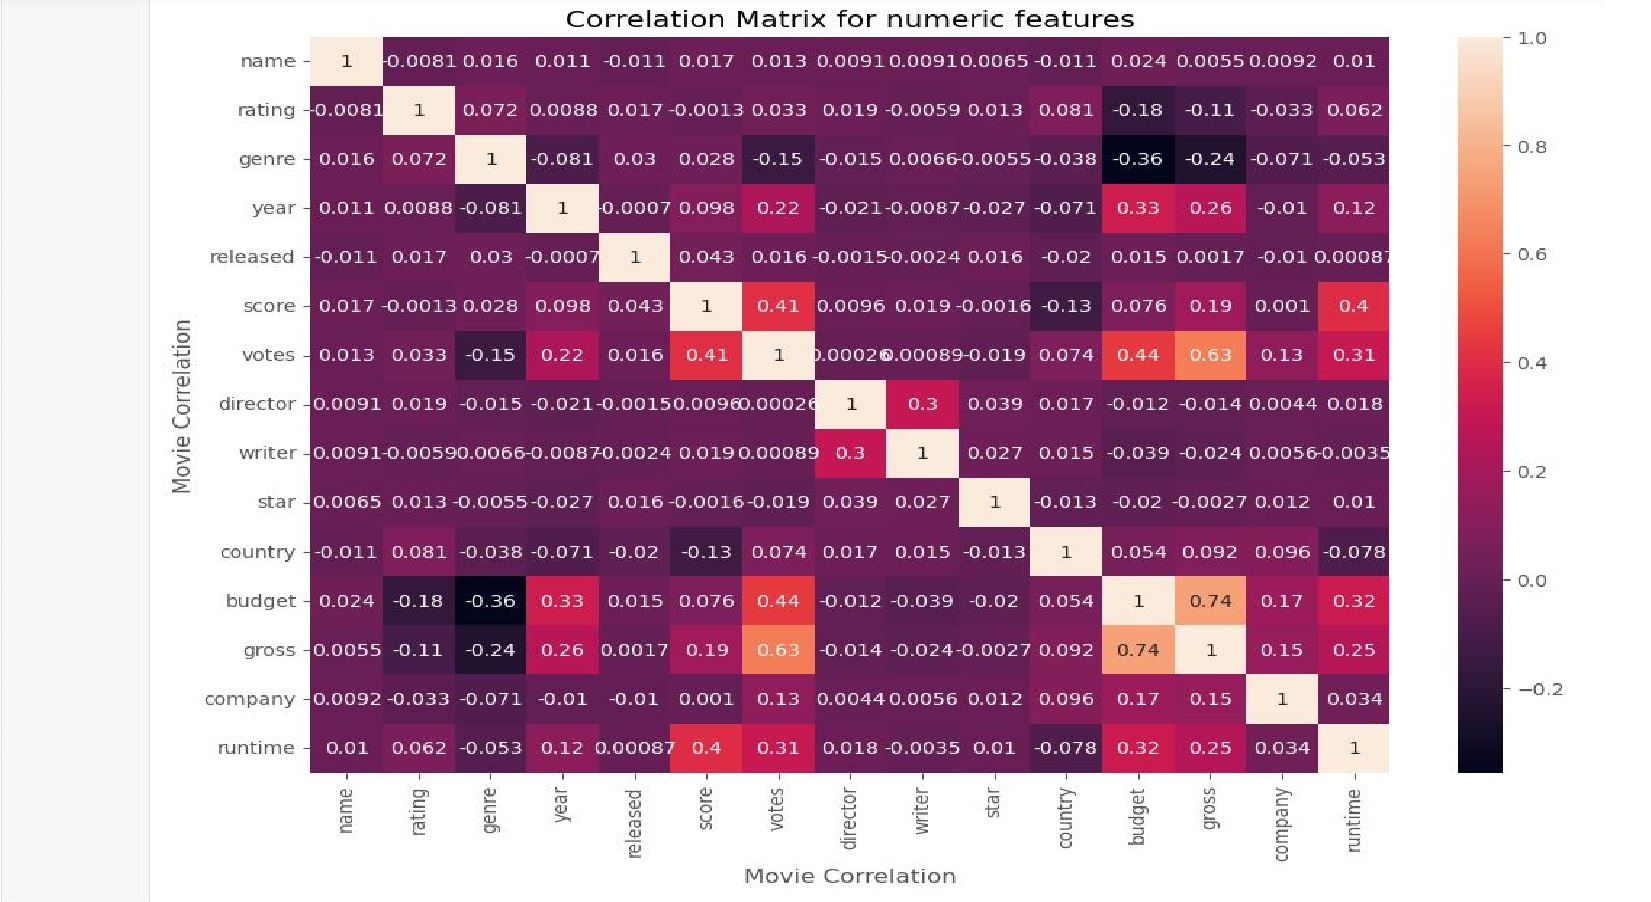 Correlation Matrix for numeric features
name 1 -0.0081 0.016 0.011 -0.011 0.017 0.013 0.0091 0.0091 0.0065 -0.011 0.024 0.0055 0.0092 0.01
rating -0.0081 1 0.072 0.0088 0.017 -0.0013 0.033 0.019 -0.0059 0.013 0.081 -0.18 -0.11 -0.033 0.062
genre 0.016 0.072 1 -0.081 0.03 0.028 -0.15 -0.015 0.0066 -0.0055 -0.038 -0.36 -0.24 -0.071 -0.053
year 0.011 0.0088 -0.081 1 -0.0007 0.098 0.22 -0.021 -0.0087 -0.027 -0.071 0.33 0.26 -0.01 0.12
released -0.011 0.017 0.03 -0.0007 1 0.043 0.016 -0.0015 -0.0024 0.016 -0.02 0.015 0.0017 -0.01 0.00087
score 0.017 -0.0013 0.028 0.098 0.043 1 0.41 0.0096 0.019 -0.0016 -0.13 0.076 0.19 0.001 0.4
votes 0.013 0.033 -0.15 0.22 0.016 0.41 1 0.00026 0.00089 -0.019 0.074 0.44 0.63 0.13 0.31
director 0.0091 0.019 -0.015 -0.021 -0.0015 0.0096 0.00026 1 0.3 0.039 0.017 -0.012 -0.014 0.0044 0.018
writer 0.0091 -0.0059 0.0066 -0.0087 -0.0024 0.019 0.00089 0.3 1 0.027 0.015 -0.039 -0.024 0.0056 -0.0035
star 0.0065 0.013 -0.0055 -0.027 0.016 -0.0016 -0.019 0.039 0.027 1 -0.013 -0.02 -0.0027 0.012 0.01
country -0.011 0.081 -0.038 -0.071 -0.02 -0.13 0.074 0.017 0.015 -0.013 1 0.054 0.092 0.096 -0.078
budget 0.024 -0.18 -0.36 0.33 0.015 0.076 0.44 -0.012 -0.039 -0.02 0.054 1 0.74 0.17 0.32
gross 0.0055 -0.11 -0.24 0.26 0.0017 0.19 0.63 -0.014 -0.024 -0.0027 0.092 0.74 1 0.15 0.25
company 0.0092 -0.033 -0.071 -0.01 -0.01 0.001 0.13 0.0044 0.0056 0.012 0.096 0.17 0.15 1 0.034
runtime 0.01 0.062 -0.053 0.12 0.00087 0.4 0.31 0.018 -0.0035 0.01 -0.078 0.32 0.25 0.034 1
name rating genre year released score votes director writer star country budget gross company runtime
Movie Correlation
Movie Correlation
1.0
0.8
0.6
0.4
0.2
0.0
−0.2